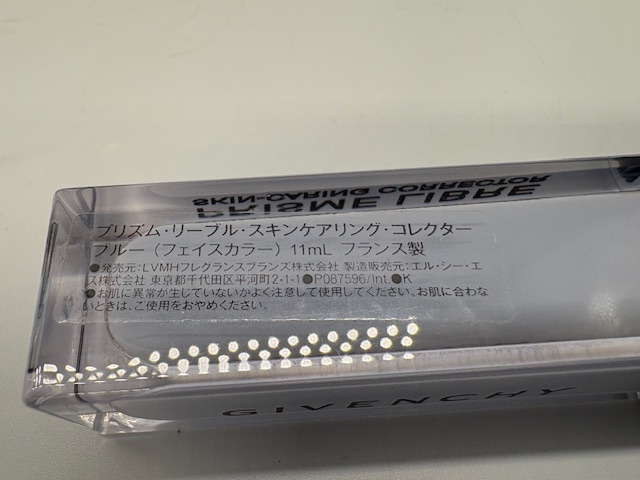 SKIN-CARING CORRECTOR
PRISME LIBRE
プリズム・リーブル・スキンケアリング・コレクター
ブルー（フェイスカラー）11mL フランス製
●発売元：LVMHフレグランスブランズ株式会社 製造販売元：エル・シー・エ
ス株式会社 東京都千代田区平河町2-1-1●P087596/Int.●K
●お肌に異常が生じていないかよく注意して使用してください。お肌に合わな
いときは、ご使用をおやめください。
GIVENCHY